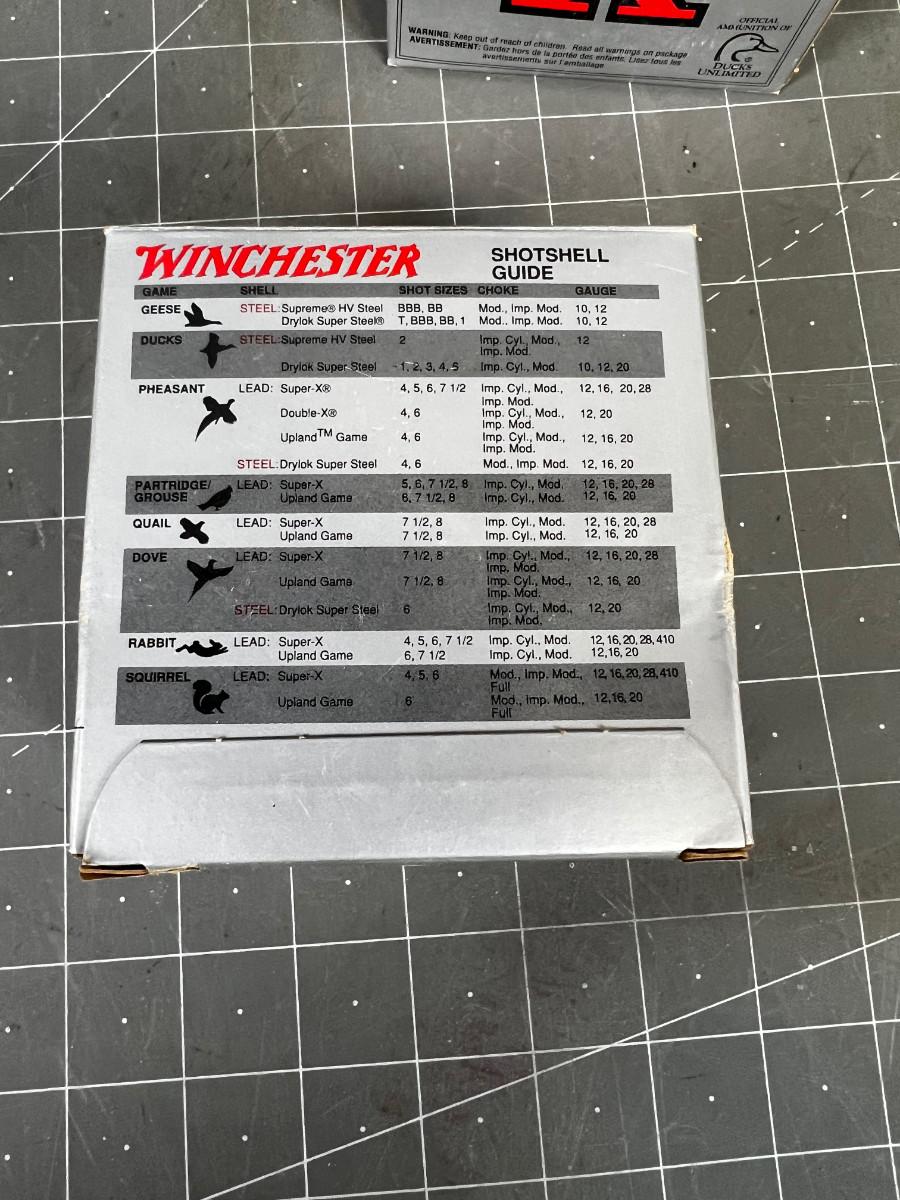 OFFICIAL
AMMUNITION OF
WARNING: Keep out of reach of children. Read all warnings on package
AVERTISSEMENT: Gardez hors de la portée des enfants. Lisez tous les
avertissements sur l'emballage
DUCKS
UNLIMITED
WINCHESTER SHOTSHELL
GUIDE
GAME SHELL SHOT SIZES CHOKE GAUGE
GEESE STEEL: Supreme® HV Steel BBB, BB Mod., Imp. Mod. 10, 12
Drylok Super Steel® T, BBB, BB, 1 Mod.. Imp. Mod. 10, 12
DUCKS STEEL: Supreme HV Steel 2 Imp. Cyl., Mod., 12
Imp. Mod.
Drylok Super Steel 1, 2, 3, 4, 5 Imp. Cyl., Mod. 10, 12, 20
PHEASANT LEAD: Super-X® 4, 5, 6, 7 1/2 Imp. Cyl., Mod., 12, 16, 20, 28
Imp. Mod.
Double-X® 4, 6 Imp. Cyl., Mod., 12, 20
Imp. Mod.
Upland™ Game 4, 6 Imp. Cyl., Mod., 12, 16, 20
Imp. Mod.
STEEL: Drylok Super Steel 4, 6 Mod., Imp. Mod. 12, 16, 20
PARTRIDGE/ LEAD: Super-X 5, 6, 7 1/2, 8 Imp. Cyl., Mod. 12, 16, 20, 28
GROUSE Upland Game 6, 7 1/2, 8 Imp. Cyl., Mod. 12, 16, 20
QUAIL LEAD: Super-X 7 1/2, 8 Imp. Cyl., Mod. 12, 16, 20, 28
Upland Game 7 1/2, 8 Imp. Cyl., Mod. 12, 16, 20
DOVE LEAD: Super-X 7 1/2, 8 Imp. Cyl., Mod., 12, 16, 20, 28
Imp. Mod.
Upland Game 7 1/2, 8 Imp. Cyl., Mod., 12, 16, 20
Imp. Mod.
STEEL: Drylok Super Steel 6 Imp. Cyl., Mod., 12, 20
Imp. Mod.
RABBIT LEAD: Super-X 4, 5, 6, 7 1/2 Imp. Cyl., Mod. 12, 16, 20, 28, 410
Upland Game 6, 7 1/2 Imp. Cyl., Mod. 12, 16, 20
SQUIRREL LEAD: Super-X 4, 5, 6 Mod., Imp. Mod., 12, 16, 20, 28, 410
Full
Upland Game 6 Mod., Imp. Mod., 12, 16, 20
Full